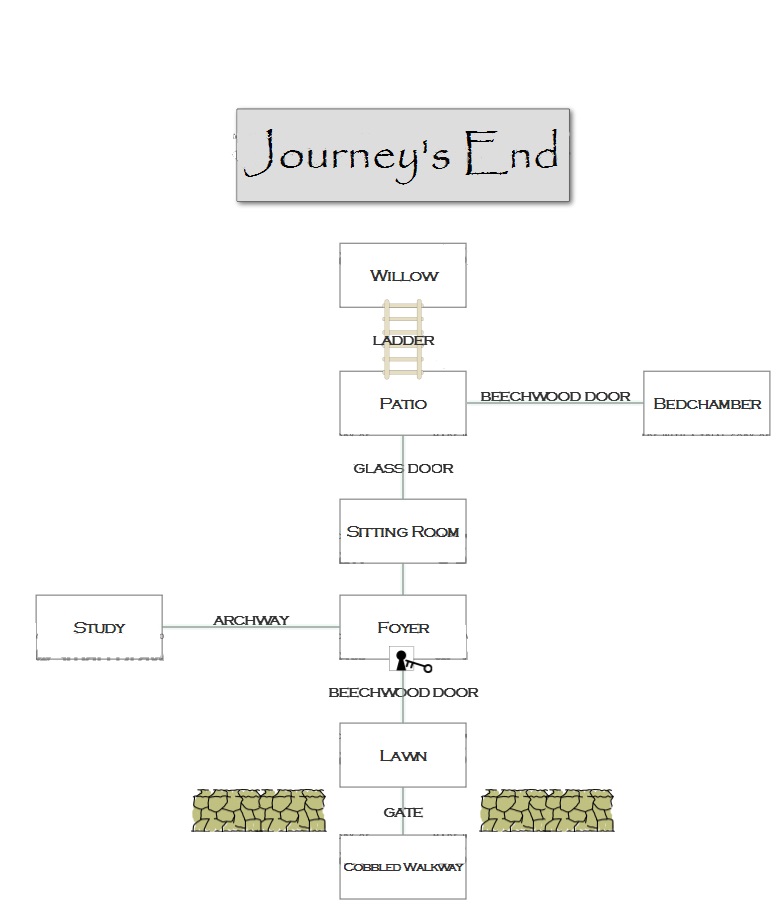 Journey's End
Willow
LADDER
Patio
BEECHWOOD DOOR
Bedchamber
GLASS DOOR
Sitting Room
Study
ARCHWAY
Foyer
BEECHWOOD DOOR
Lawn
GATE
Cobbled Walkway